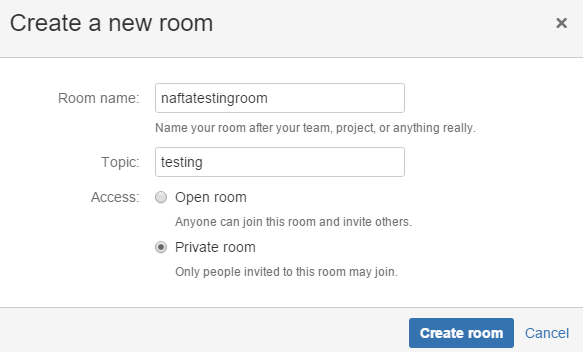 Create a new room
Room name: naftatestingroom
Name your room after your team, project, or anything really.
Topic: testing
Access: Open room
Anyone can join this room and invite others.
Private room
Only people invited to this room may join.
Create room Cancel